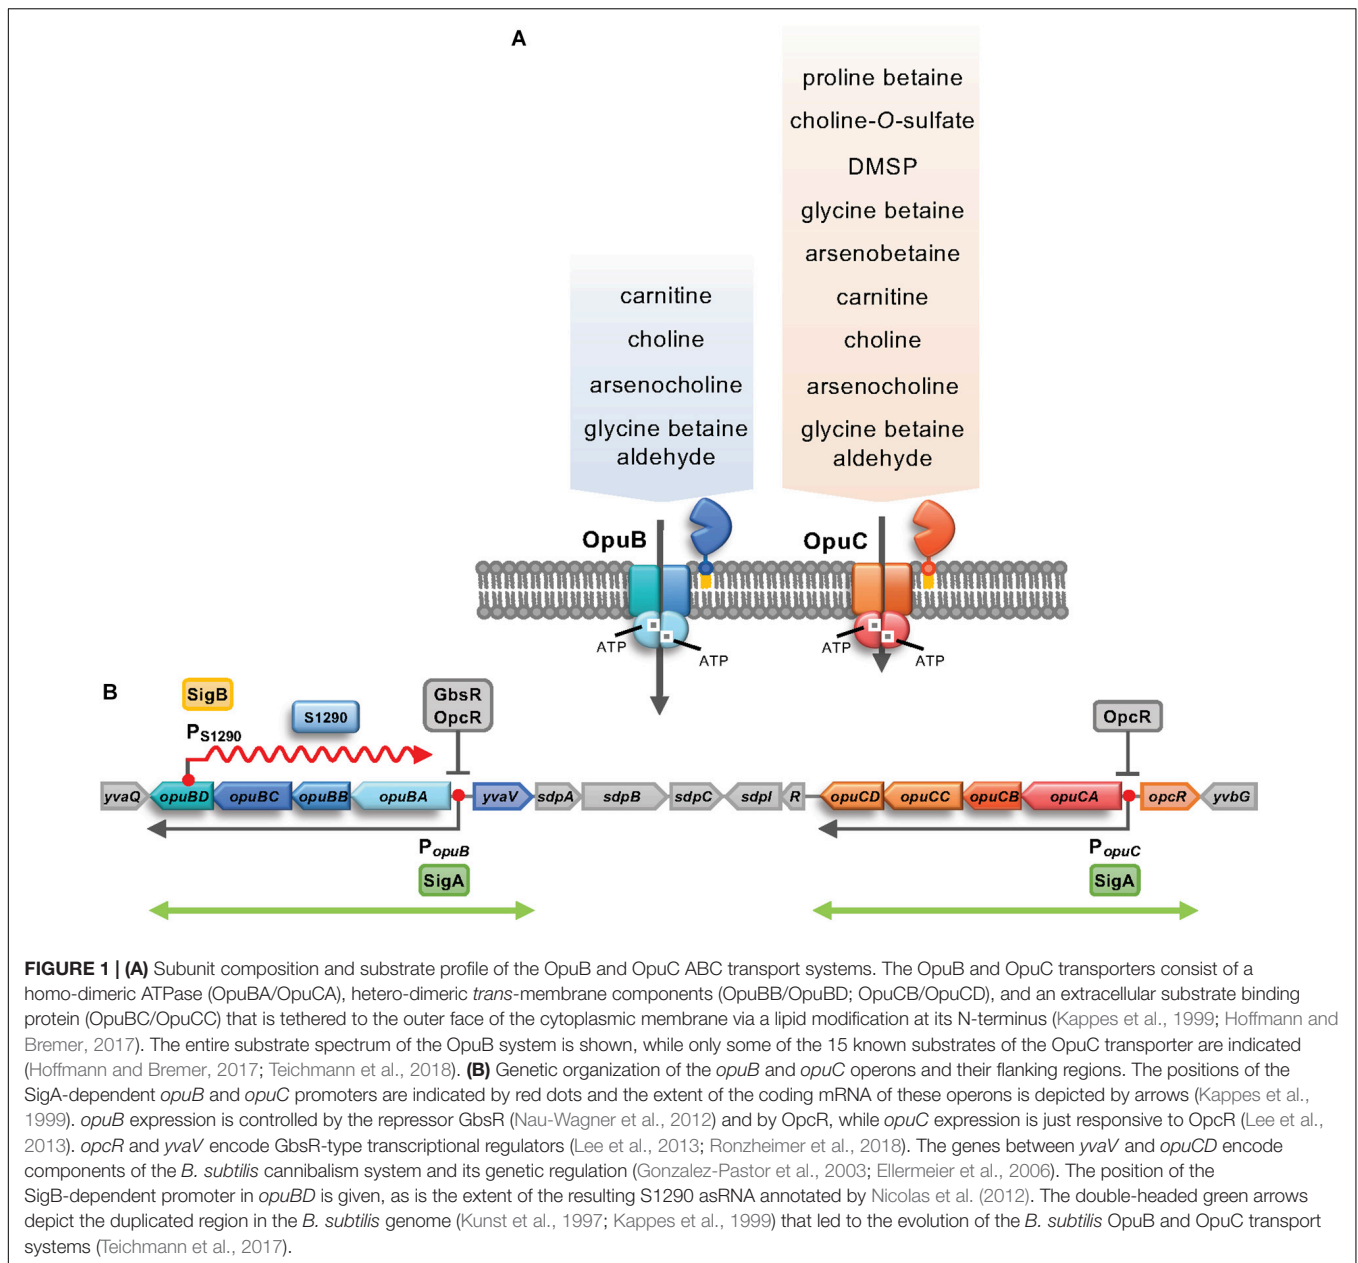 A
proline betaine
choline-O-sulfate
DMSP
glycine betaine
arsenobetaine
carnitine
choline
arsenocholine
glycine betaine
aldehyde
carnitine
choline
arsenocholine
glycine betaine
aldehyde
OpuB
OpuC
ATP
ATP
ATP
ATP
B
SigB
PS1290
S1290
GbsR
OpcR
OpcR
yvaQ
opuBD
opuBC
opuBB
opuBA
yvaV
sdpA
sdpB
sdpC
sdpI
R
opuCD
opuCC
opuCB
opuCA
opcR
yvbG
PopuB
SigA
PopuC
SigA
FIGURE 1 | (A) Subunit composition and substrate profile of the OpuB and OpuC ABC transport systems. The OpuB and OpuC transporters consist of a
homo-dimeric ATPase (OpuBA/OpuCA), hetero-dimeric trans-membrane components (OpuBB/OpuBD; OpuCB/OpuCD), and an extracellular substrate binding
protein (OpuBC/OpuCC) that is tethered to the outer face of the cytoplasmic membrane via a lipid modification at its N-terminus (Kappes et al., 1999; Hoffmann and
Bremer, 2017). The entire substrate spectrum of the OpuB system is shown, while only some of the 15 known substrates of the OpuC transporter are indicated
(Hoffmann and Bremer, 2017; Teichmann et al., 2018). (B) Genetic organization of the opuB and opuC operons and their flanking regions. The positions of the
SigA-dependent opuB and opuC promoters are indicated by red dots and the extent of the coding mRNA of these operons is depicted by arrows (Kappes et al.,
1999). opuB expression is controlled by the repressor GbsR (Nau-Wagner et al., 2012) and by OpcR, while opuC expression is just responsive to OpcR (Lee et al.,
2013). opcR and yvaV encode GbsR-type transcriptional regulators (Lee et al., 2013; Ronzheimer et al., 2018). The genes between yvaV and opuCD encode
components of the B. subtilis cannibalism system and its genetic regulation (Gonzalez-Pastor et al., 2003; Ellermeier et al., 2006). The position of the
SigB-dependent promoter in opuBD is given, as is the extent of the resulting S1290 asRNA annotated by Nicolas et al. (2012). The double-headed green arrows
depict the duplicated region in the B. subtilis genome (Kunst et al., 1997; Kappes et al., 1999) that led to the evolution of the B. subtilis OpuB and OpuC transport
systems (Teichmann et al., 2017).